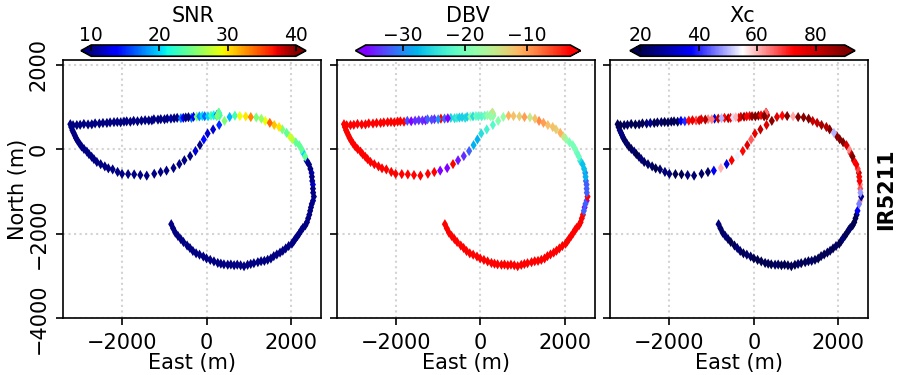 SNR DBV Xc
10 20 30 40 −30 −20 −10 20 40 60 80
2000
0
−2000
−4000
North (m)
−2000 0 2000 −2000 0 2000 −2000 0 2000
East (m) East (m) East (m)
IR5211